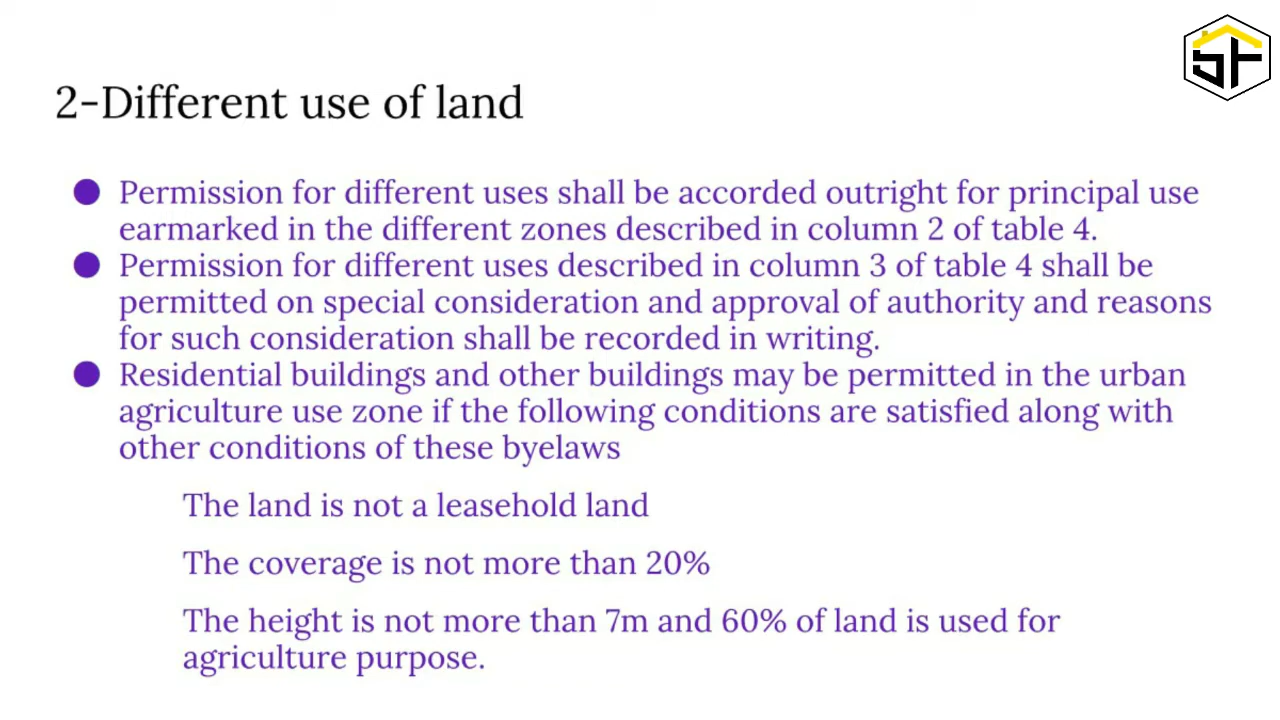 2-Different use of land
● Permission for different uses shall be accorded outright for principal use
earmarked in the different zones described in column 2 of table 4.
● Permission for different uses described in column 3 of table 4 shall be
permitted on special consideration and approval of authority and reasons
for such consideration shall be recorded in writing.
● Residential buildings and other buildings may be permitted in the urban
agriculture use zone if the following conditions are satisfied along with
other conditions of these byelaws
The land is not a leasehold land
The coverage is not more than 20%
The height is not more than 7m and 60% of land is used for
agriculture purpose.